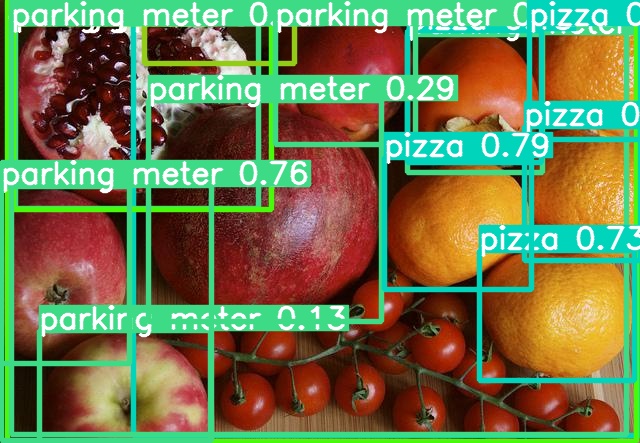 parking meter 0.
parking meter 0
pizza 0
parking meter 0.29
pizza 0
pizza 0.79
parking meter 0.76
pizza 0.73
parking meter 0.13